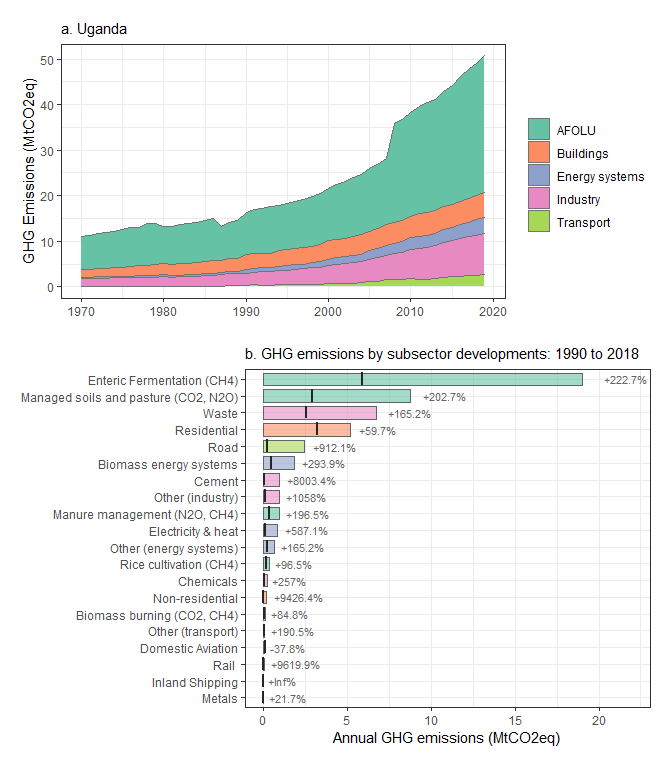 a. Uganda
GHG Emissions (MtCO2eq)
50
40
30
20
10
0
1970
1980
1990
2000
2010
2020
AFOLU
Buildings
Energy systems
Industry
Transport
b. GHG emissions by subsector developments: 1990 to 2018
Enteric Fermentation (CH4) +222.7%
Managed soils and pasture (CO2, N2O) +202.7%
Waste +165.2%
Residential +59.7%
Road +912.1%
Biomass energy systems +293.9%
Cement +8003.4%
Other (industry) +1058%
Manure management (N2O, CH4) +196.5%
Electricity & heat +587.1%
Other (energy systems) +165.2%
Rice cultivation (CH4) +96.5%
Chemicals +257%
Non-residential +9426.4%
Biomass burning (CO2, CH4) +84.8%
Other (transport) +190.5%
Domestic Aviation -37.8%
Rail +9619.9%
Inland Shipping +Inf%
Metals +21.7%
0
5
10
15
20
Annual GHG emissions (MtCO2eq)